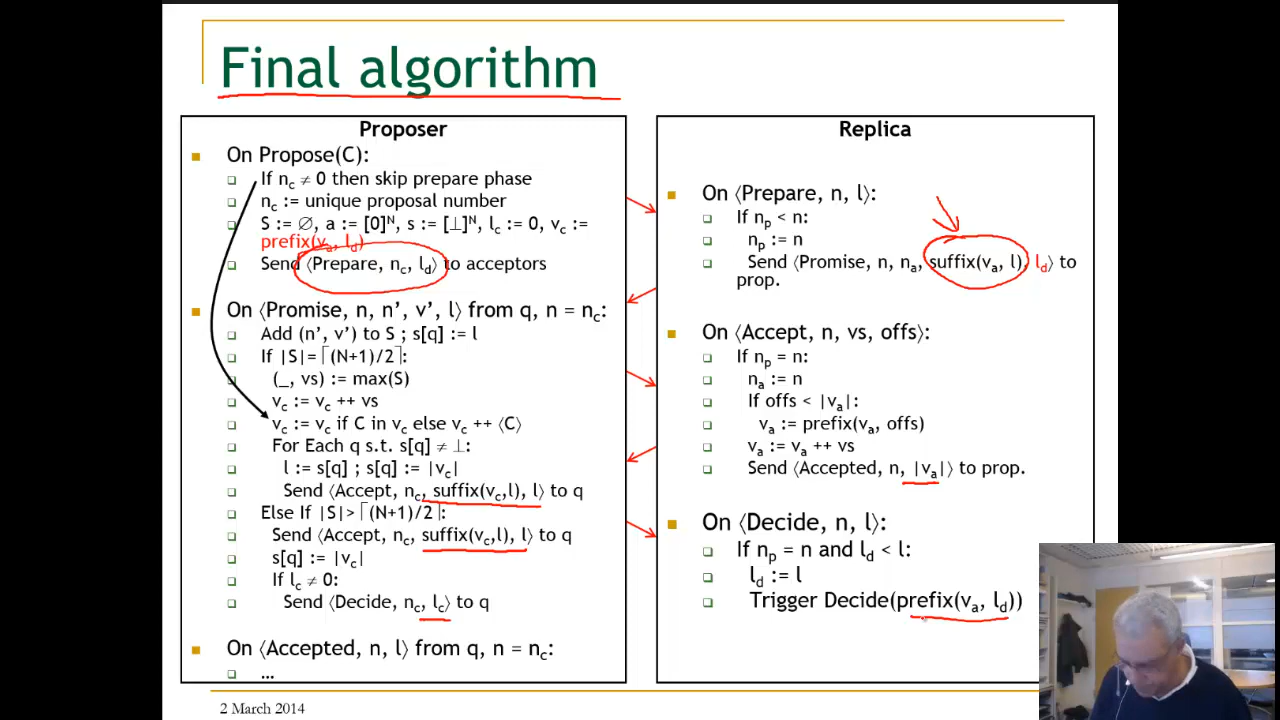 Final algorithm
Proposer
On Propose(C):
If n_c ≠ 0 then skip prepare phase
n_c := unique proposal number
S := ∅, a := [0]^N, s := [⊥]^N, l_c := 0, v_c :=
prefix(v_a, l_d)
Send ⟨Prepare, n_c, l_d⟩ to acceptors
On ⟨Promise, n, n’, v’, l⟩ from q, n = n_c:
Add (n’, v’) to S ; s[q] := l
If |S|=⌈(N+1)/2⌉:
(_, vs) := max(S)
v_c := v_c ++ vs
v_c := v_c if C in v_c else v_c ++ ⟨C⟩
For Each q s.t. s[q] ≠ ⊥:
l := s[q] ; s[q] := |v_c|
Send ⟨Accept, n_c, suffix(v_c,l), l⟩ to q
Else If |S|>⌈(N+1)/2⌉:
Send ⟨Accept, n_c, suffix(v_c,l), l⟩ to q
s[q] := |v_c|
If l_c ≠ 0:
Send ⟨Decide, n_c, l_c⟩ to q
On ⟨Accepted, n, l⟩ from q, n = n_c:
...
Replica
On ⟨Prepare, n, l⟩:
If n_p < n:
n_p := n
Send ⟨Promise, n, n_a, suffix(v_a, l), l_d⟩ to
prop.
On ⟨Accept, n, vs, offs⟩:
If n_p = n:
n_a := n
If offs < |v_a|:
v_a := prefix(v_a, offs)
v_a := v_a ++ vs
Send ⟨Accepted, n, |v_a|⟩ to prop.
On ⟨Decide, n, l⟩:
If n_p = n and l_d < l:
l_d := l
Trigger Decide(prefix(v_a, l_d))
2 March 2014